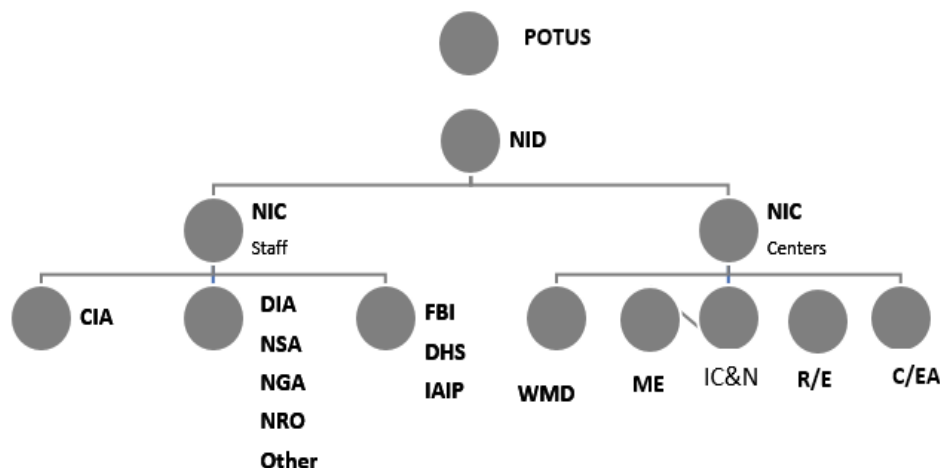 POTUS
NID
NIC
Staff
NIC
Centers
CIA
DIA
NSA
NGA
NRO
Other
FBI
DHS
IAIP
WMD
ME
IC&N
R/E
C/EA